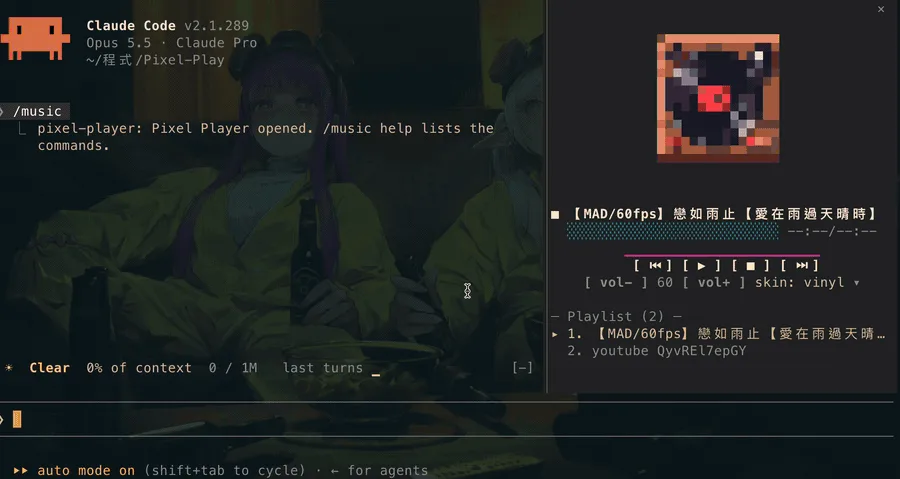 Claude Code v2.1.289
Opus 5.5 · Claude Pro
~/程式/Pixel-Play
❯ /music
pixel-player: Pixel Player opened. /music help lists the
commands.
☀ Clear 0% of context 0 / 1M last turns _ [−]
❯
▸▸ auto mode on (shift+tab to cycle) · ← for agents
×
■ 【MAD/60fps】戀如雨止【愛在雨過天晴時】
--:--/--:--
[ ⏮ ] [ ▶ ] [ ■ ] [ ⏭ ]
[ vol− ] 60 [ vol+ ] skin: vinyl ▾
— Playlist (2) —
▸ 1. 【MAD/60fps】戀如雨止【愛在雨過天晴…
2. youtube QyvREl7epGY